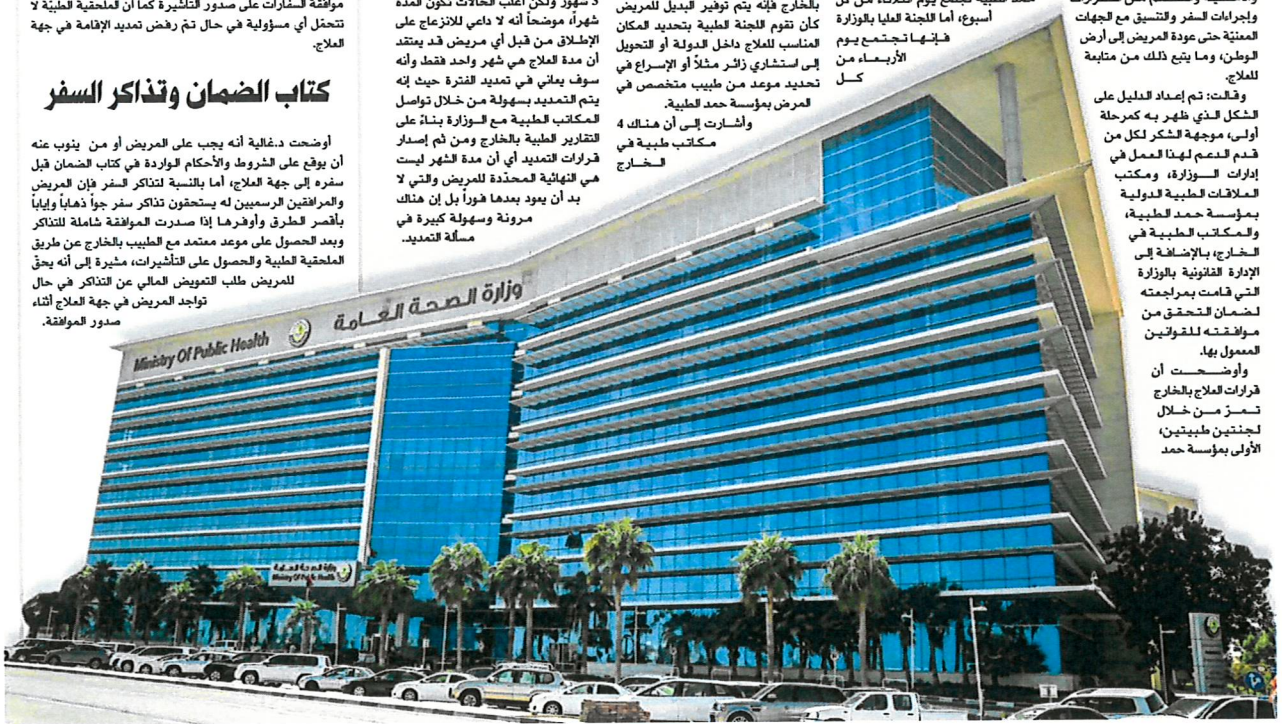 وإجراءات السفر والتنسيق مع الجهات
المعنيّة حتى عودة المريض إلى أرض
الوطن، وما يتبع ذلك من متابعة
للعلاج.
وقالت: تم إعداد الدليل على
الشكل الذي ظهر به كمرحلة
أولى، موجهة الشكر لكل من
قدم الدعم لهذا العمل في
إدارات الوزارة، ومكتب
العلاقات الطبية الدولية
بمؤسسة حمد الطبية،
والمكاتب الطبية في
الخارج، بالإضافة إلى
الإدارة القانونية بالوزارة
التي قامت بمراجعته
لضمان التحقق من
موافقته للقوانين
المعمول بها.
وأوضحت أن
قرارات العلاج بالخارج
تمرّ من خلال
لجنتين طبيتين،
الأولى بمؤسسة حمد
أسبوع، أما اللجنة العليا بالوزارة
فإنها تجتمع يوم
الأربعاء من
كل
بالخارج فإنه يتم توفير البديل للمريض
كأن تقوم اللجنة الطبية بتحديد المكان
المناسب للعلاج داخل الدولة أو التحويل
إلى استشاري زائر مثلاً أو الإسراع في
تحديد موعد من طبيب متخصص في
المرض بمؤسسة حمد الطبية.
وأشارت إلى أن هناك 4
مكاتب طبية في
الخارج
3 شهور ولكن أغلب الحالات تكون المدة
شهراً، موضحاً أنه لا داعي للانزعاج على
الإطلاق من قبل أي مريض قد يعتقد
أن مدة العلاج هي شهر واحد فقط وأنه
سوف يعاني في تمديد الفترة حيث إنه
يتم التمديد بسهولة من خلال تواصل
المكاتب الطبية مع الوزارة بناءً على
التقارير الطبية بالخارج ومن ثم إصدار
قرارات التمديد أي أن مدة الشهر ليست
هي النهائية المحدّدة للمريض والتي لا
بد أن يعود بعدها فوراً بل إن هناك
مرونة وسهولة كبيرة في
مسألة التمديد.
موافقة السفارات على صدور التأشيرة كما أن الملحقية الطبيّة لا
تتحمّل أي مسؤولية في حال تمّ رفض تمديد الإقامة في جهة
العلاج.
كتاب الضمان وتذاكر السفر
أوضحت د.غالية أنه يجب على المريض أو من ينوب عنه
أن يوقع على الشروط والأحكام الواردة في كتاب الضمان قبل
سفره إلى جهة العلاج، أما بالنسبة لتذاكر السفر فإن المريض
والمرافقين الرسميين له يستحقون تذاكر سفر جواً ذهاباً وإياباً
بأقصر الطرق وأوفرها إذا صدرت الموافقة شاملة للتذاكر
وبعد الحصول على موعد معتمد مع الطبيب بالخارج عن طريق
الملحقية الطبية والحصول على التأشيرات، مشيرة إلى أنه يحقّ
للمريض طلب التعويض المالي عن التذاكر في حال
تواجد المريض في جهة العلاج أثناء
صدور الموافقة.
وزارة الصحة العامة
Ministry Of Public Health
وزارة الصحة العامة
Ministry Of Public Health